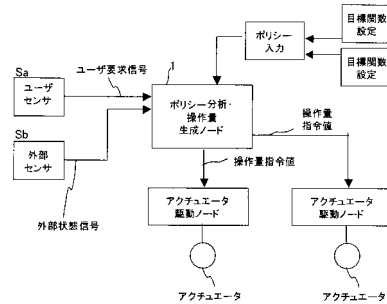 目標関数
設定
ポリシー
入力
目標関数
設定
Sa
ユーザ
センサ
ユーザ要求信号
1
ポリシー分析・
操作量
生成ノード
Sb
外部
センサ
外部状態信号
操作量
指令値
操作量指令値
アクチュエータ
駆動ノード
アクチュエータ
駆動ノード
アクチュエータ
アクチュエータ